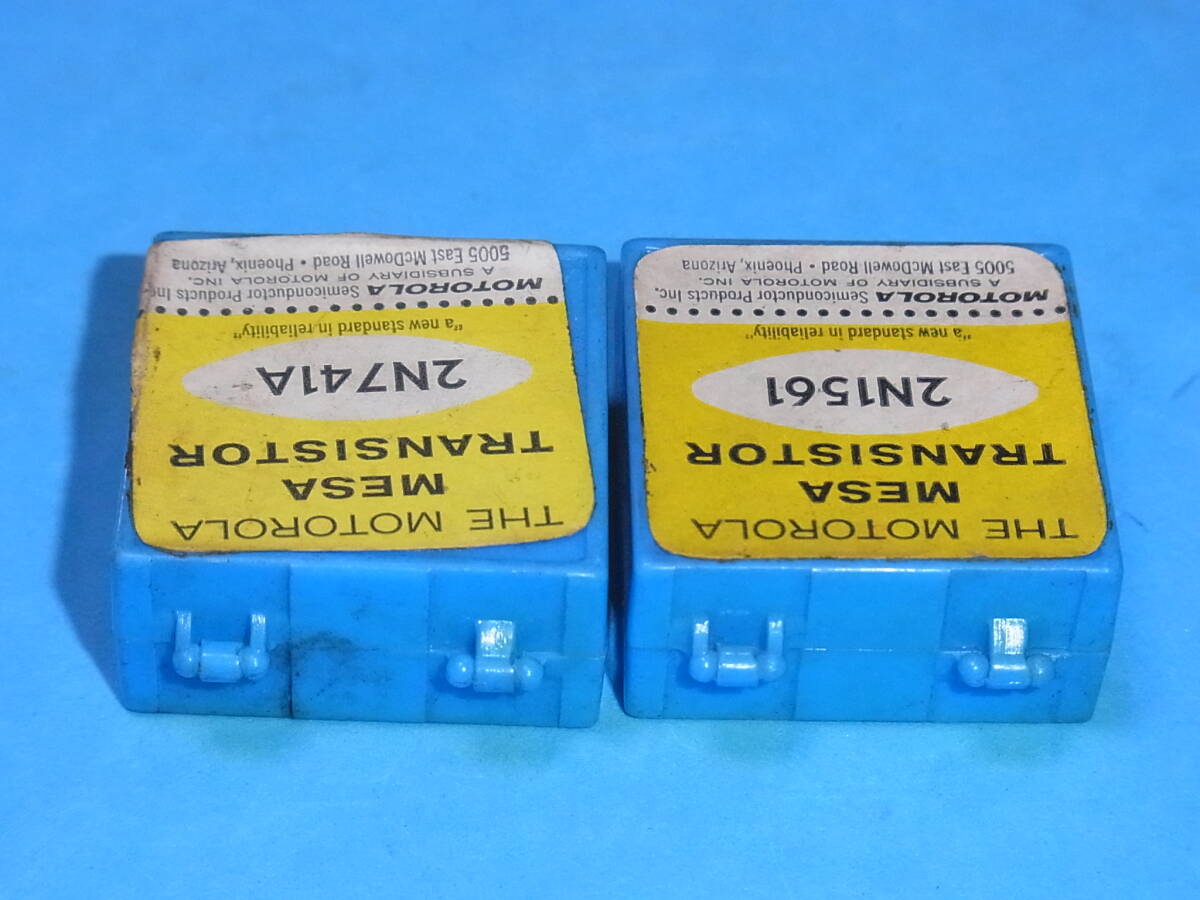 THE MOTOROLA
MESA
TRANSISTOR
2N741A
"a new standard in reliability"
MOTOROLA Semiconductor Products Inc.
A SUBSIDIARY OF MOTOROLA INC.
5005 East McDowell Road • Phoenix, Arizona
THE MOTOROLA
MESA
TRANSISTOR
2N1561
"a new standard in reliability"
MOTOROLA Semiconductor Products Inc.
A SUBSIDIARY OF MOTOROLA INC.
5005 East McDowell Road • Phoenix, Arizona